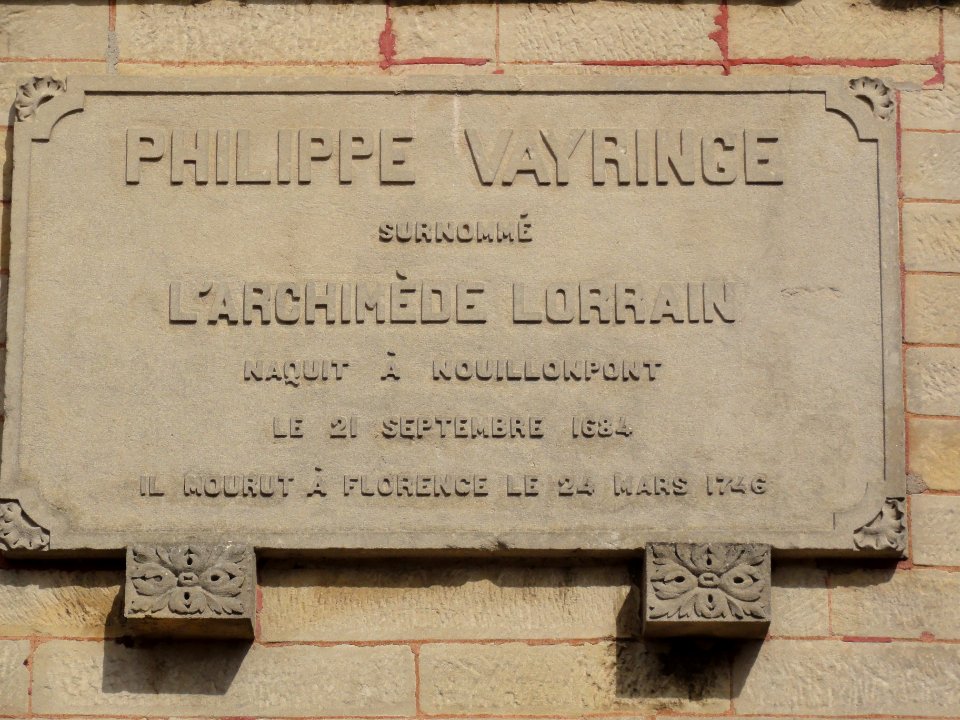 PHILIPPE VAYRINGE
SURNOMMÉ
L'ARCHIMÈDE LORRAIN
NAQUIT À NOUILLONPONT
LE 21 SEPTEMBRE 1684
IL MOURUT À FLORENCE LE 24 MARS 1746